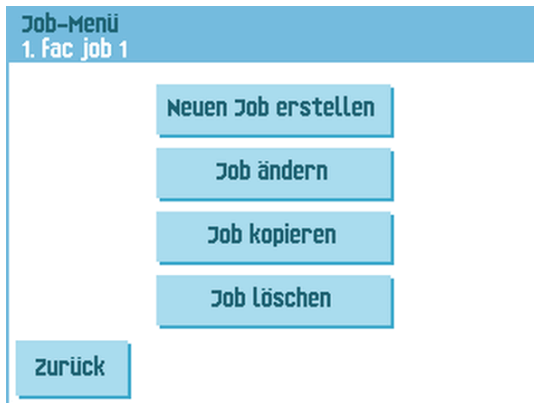 Job-Menü
1. Fac job 1
Neuen Job erstellen
Job ändern
Job kopieren
Job löschen
Zurück